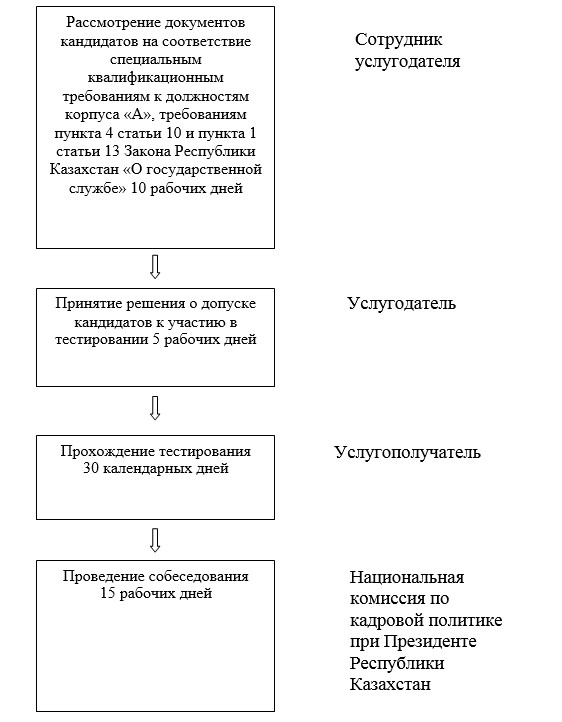 Рассмотрение документов
кандидатов на соответствие
специальным
квалификационным
требованиям к должностям
корпуса «А», требованиям
пункта 4 статьи 10 и пункта 1
статьи 13 Закона Республики
Казахстан «О государственной
службе» 10 рабочих дней
Сотрудник
услугодателя
Принятие решения о допуске
кандидатов к участию в
тестировании 5 рабочих дней
Услугодатель
Прохождение тестирования
30 календарных дней
Услугополучатель
Проведение собеседования
15 рабочих дней
Национальная
комиссия по
кадровой политике
при Президенте
Республики
Казахстан